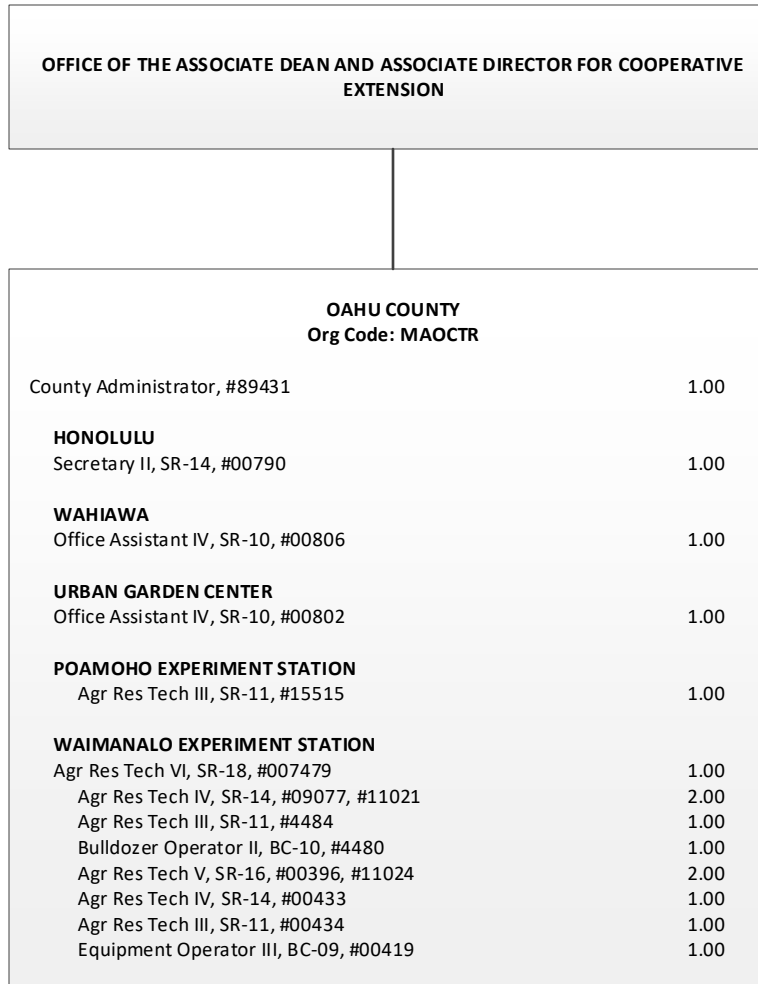 OFFICE OF THE ASSOCIATE DEAN AND ASSOCIATE DIRECTOR FOR COOPERATIVE
EXTENSION
OAHU COUNTY
Org Code: MAOCTR
County Administrator, #89431 1.00
HONOLULU
Secretary II, SR-14, #00790 1.00
WAHIAWA
Office Assistant IV, SR-10, #00806 1.00
URBAN GARDEN CENTER
Office Assistant IV, SR-10, #00802 1.00
POAMOHO EXPERIMENT STATION
Agr Res Tech III, SR-11, #15515 1.00
WAIMANALO EXPERIMENT STATION
Agr Res Tech VI, SR-18, #007479 1.00
Agr Res Tech IV, SR-14, #09077, #11021 2.00
Agr Res Tech III, SR-11, #4484 1.00
Bulldozer Operator II, BC-10, #4480 1.00
Agr Res Tech V, SR-16, #00396, #11024 2.00
Agr Res Tech IV, SR-14, #00433 1.00
Agr Res Tech III, SR-11, #00434 1.00
Equipment Operator III, BC-09, #00419 1.00